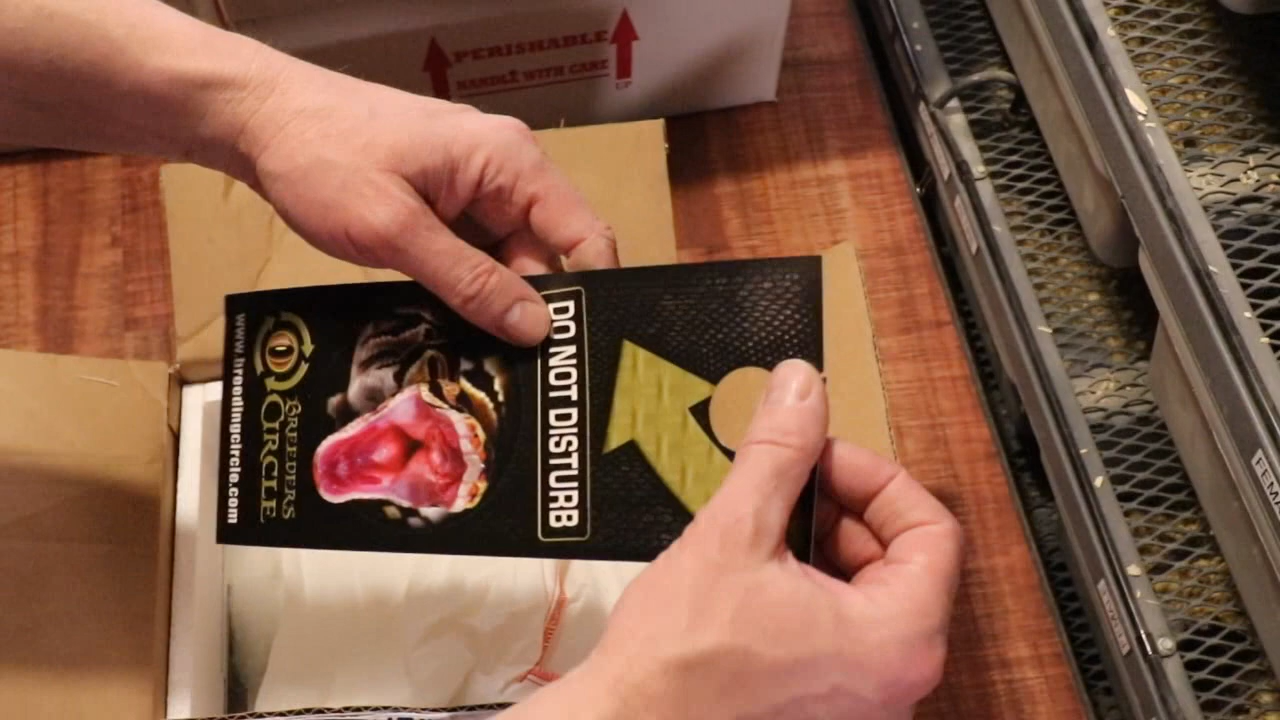 PERISHABLE
HANDLE WITH CARE
UP
DO NOT DISTURB
BREEDERS
CIRCLE
www.breedingcircle.com